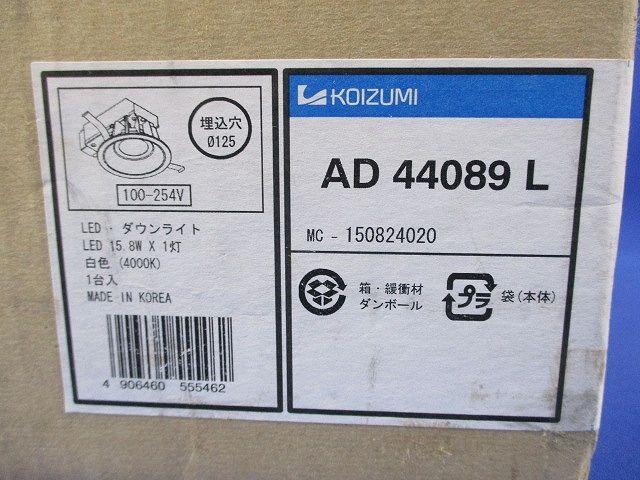 埋込穴
Ø125
100-254V
LED・ダウンライト
LED 15.8W X 1灯
白色 (4000K)
1台入
MADE IN KOREA
4 906460 555462
KOIZUMI
AD 44089 L
MC - 150824020
箱・緩衝材
ダンボール
プラ
袋(本体)